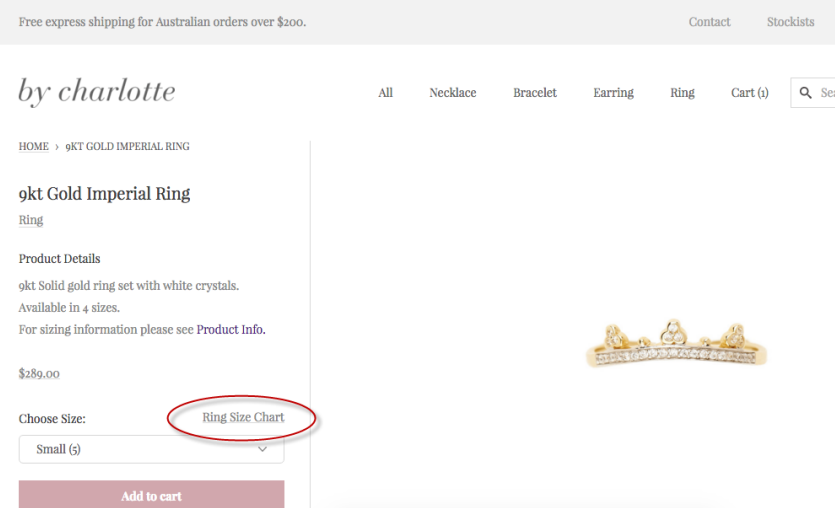 Free express shipping for Australian orders over $200.
Contact
Stockists
by charlotte
All
Necklace
Bracelet
Earring
Ring
Cart (1)
HOME › 9KT GOLD IMPERIAL RING
9kt Gold Imperial Ring
Ring
Product Details
9kt Solid gold ring set with white crystals.
Available in 4 sizes.
For sizing information please see Product Info.
$289.00
Choose Size:
Ring Size Chart
Small (5)
Add to cart